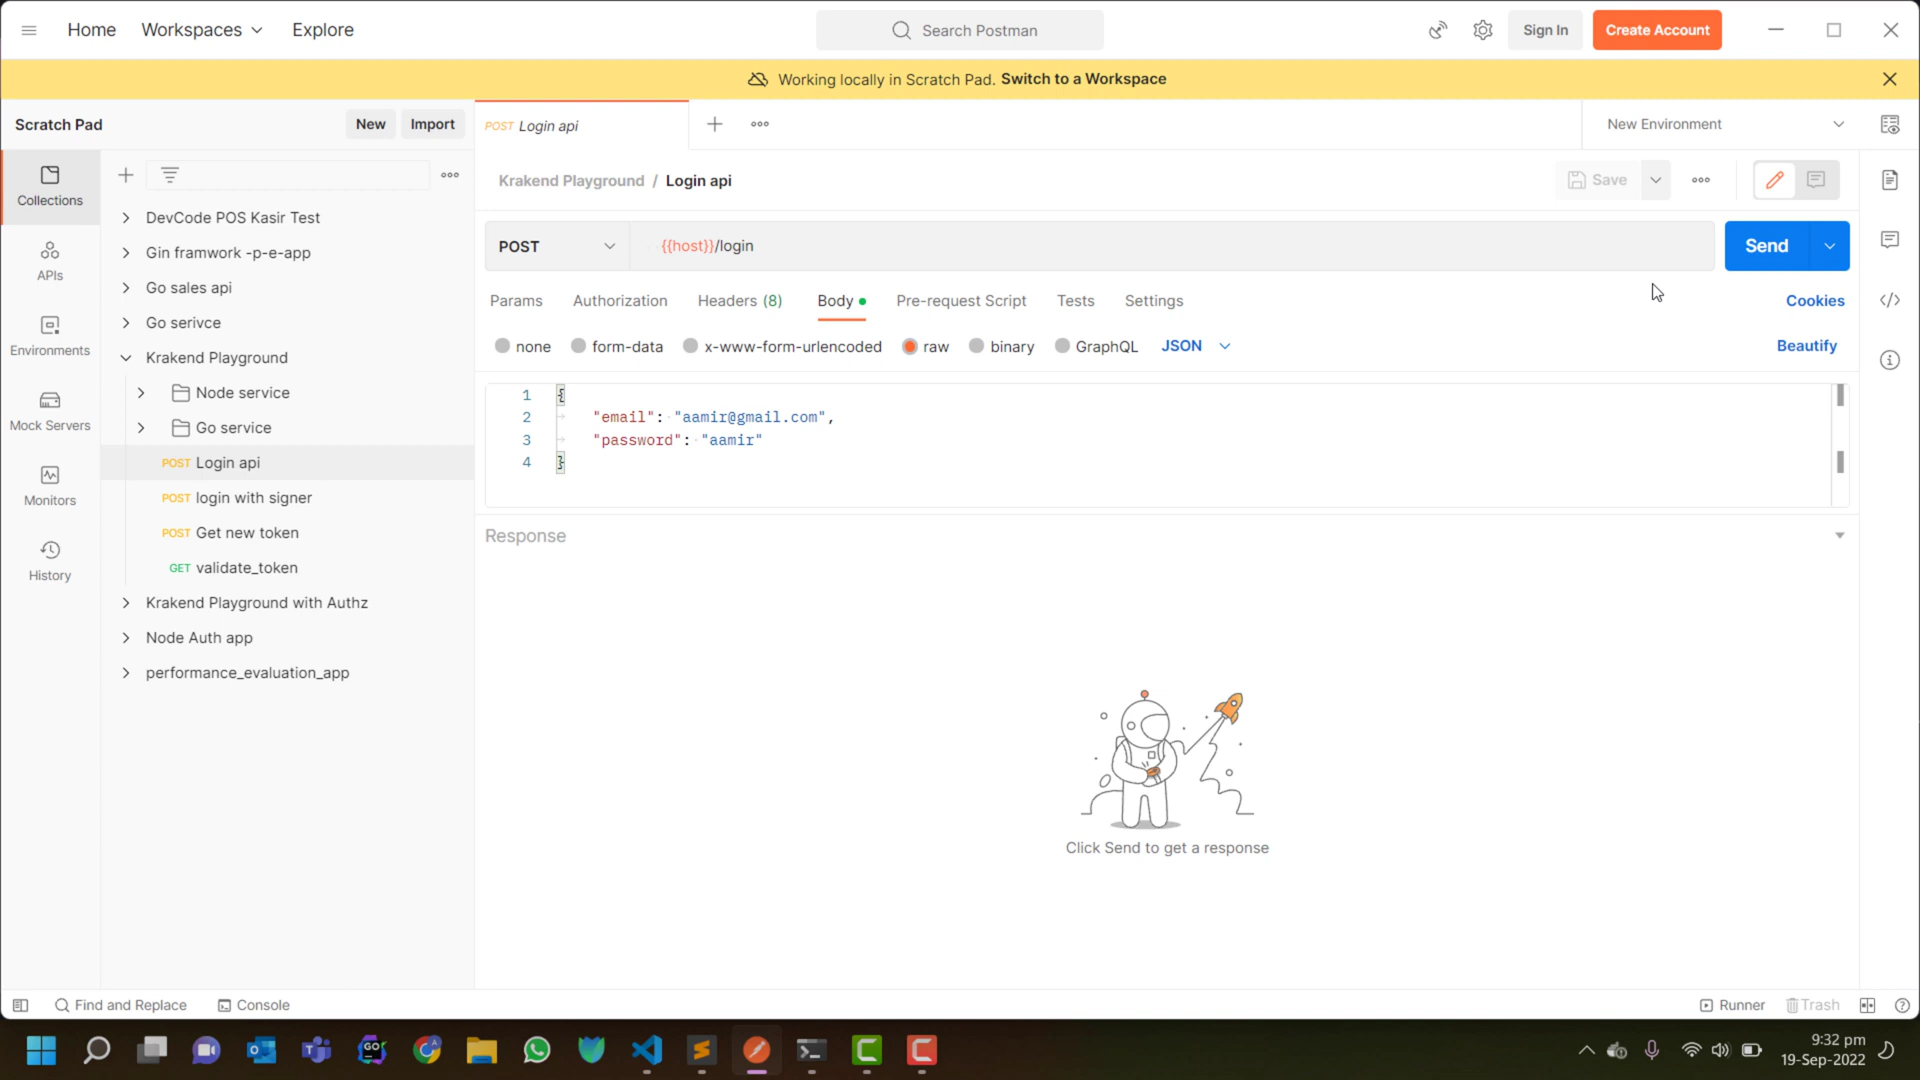 Home Workspaces Explore Search Postman Sign In Create Account
Working locally in Scratch Pad. Switch to a Workspace
Scratch Pad New Import POST Login api New Environment
Collections
APIs
Environments
Mock Servers
Monitors
History
DevCode POS Kasir Test
Gin framwork -p-e-app
Go sales api
Go serivce
Krakend Playground
Node service
Go service
POST Login api
POST login with signer
POST Get new token
GET validate_token
Krakend Playground with Authz
Node Auth app
performance_evaluation_app
Krakend Playground / Login api Save
POST {{host}}/login Send
Params Authorization Headers (8) Body Pre-request Script Tests Settings Cookies
none form-data x-www-form-urlencoded raw binary GraphQL JSON Beautify
1 {
2 "email": "aamir@gmail.com",
3 "password": "aamir"
4 }
Response
Click Send to get a response
Find and Replace Console Runner Trash
9:32 pm
19-Sep-2022